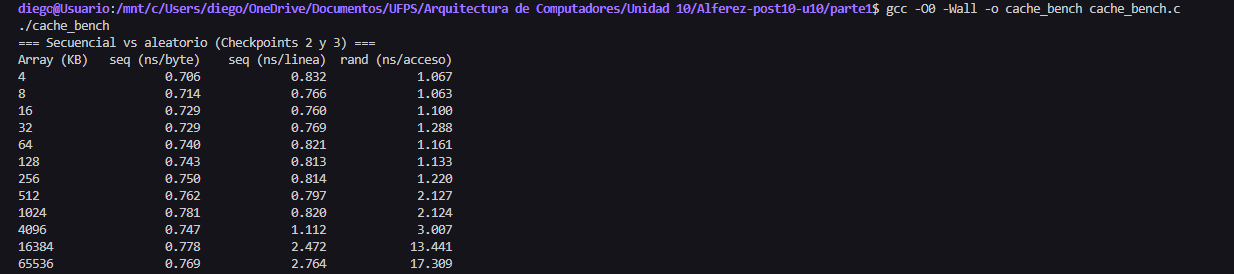 diego@Usuario:/mnt/c/Users/diego/OneDrive/Documentos/UFPS/Arquitectura de Computadores/Unidad 10/Alferez-post10-u10/parte1$ gcc -O0 -Wall -o cache_bench cache_bench.c
./cache_bench
=== Secuencial vs aleatorio (Checkpoints 2 y 3) ===
Array (KB)   seq (ns/byte)   seq (ns/linea)  rand (ns/acceso)
4                    0.706            0.832             1.067
8                    0.714            0.766             1.063
16                   0.729            0.760             1.100
32                   0.729            0.769             1.288
64                   0.740            0.821             1.161
128                  0.743            0.813             1.133
256                  0.750            0.814             1.220
512                  0.762            0.797             2.127
1024                 0.781            0.820             2.124
4096                 0.747            1.112             3.007
16384                0.778            2.472            13.441
65536                0.769            2.764            17.309